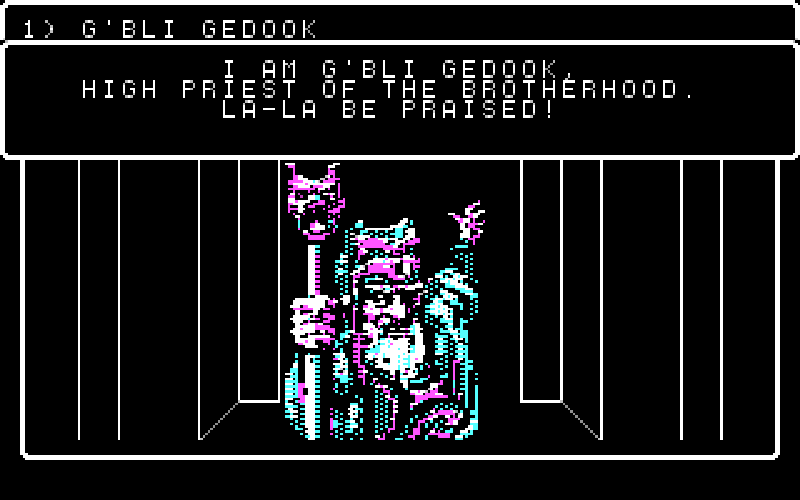 1) G'BLI GEDOOK
I AM G'BLI GEDOOK,
HIGH PRIEST OF THE BROTHERHOOD.
LA-LA BE PRAISED!